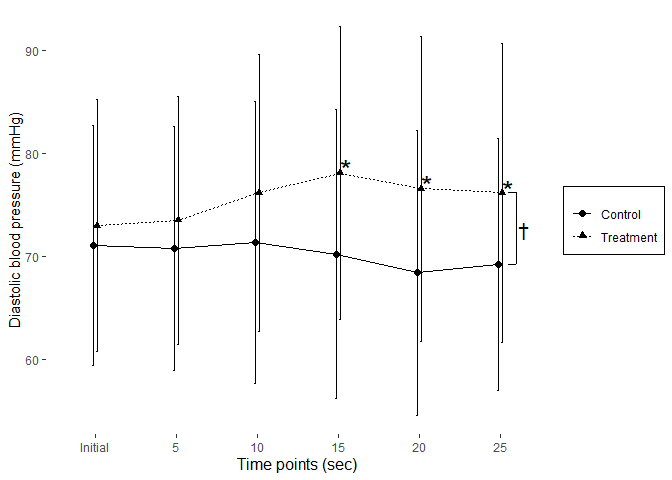 Diastolic blood pressure (mmHg)
90
80
70
60
*
*
*
†
Initial
5
10
15
20
25
Time points (sec)
Control
Treatment